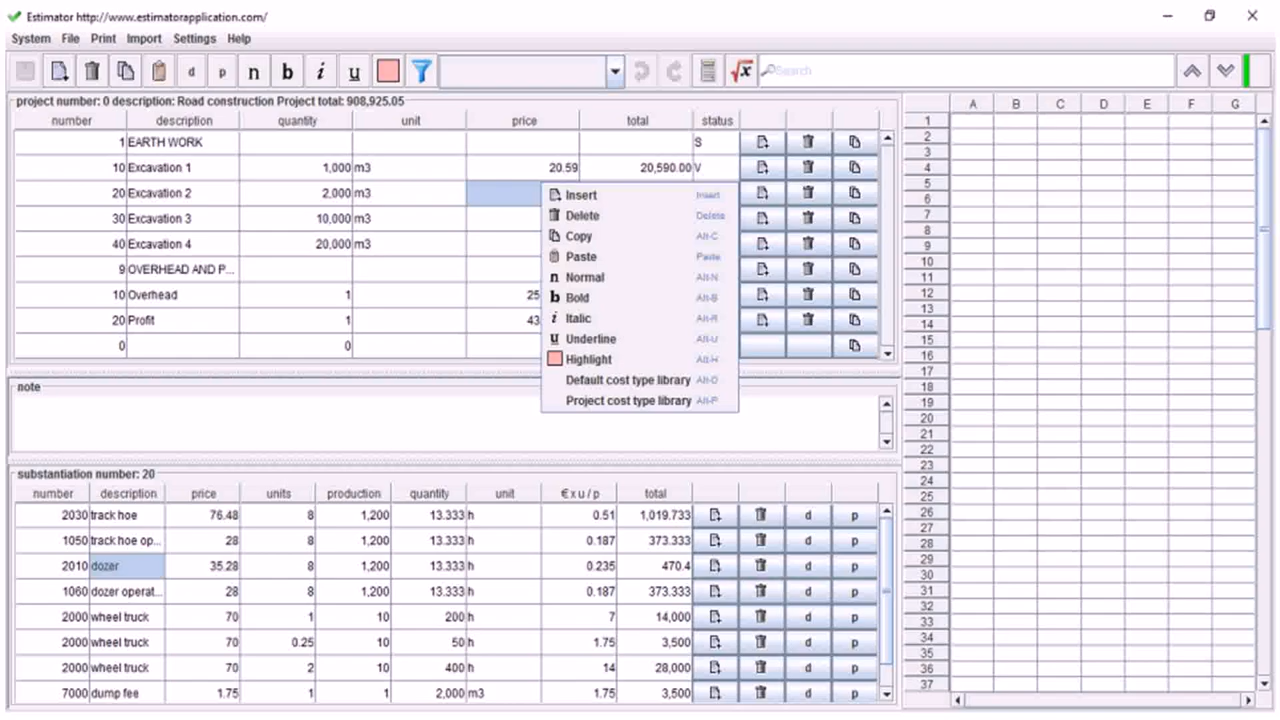 Estimator http://www.estimatorapplication.com/
System File Print Import Settings Help
d p n b i u √x Search
project number: 0 description: Road construction Project total: 908,925.05
number description quantity unit price total status
1 EARTH WORK S
10 Excavation 1 1,000 m3 20.59 20,590.00 V
20 Excavation 2 2,000 m3
30 Excavation 3 10,000 m3
40 Excavation 4 20,000 m3
9 OVERHEAD AND P...
10 Overhead 1 25
20 Profit 1 43
0 0
Insert Insert
Delete Delete
Copy Alt-C
Paste Paste
n Normal Alt-N
b Bold Alt-B
i Italic Alt-R
u Underline Alt-U
Highlight Alt-H
Default cost type library Alt-D
Project cost type library Alt-P
note
substantiation number: 20
number description price units production quantity unit € x u / p total
2030 track hoe 76.48 8 1,200 13.333 h 0.51 1,019.733 d p
1050 track hoe op... 28 8 1,200 13.333 h 0.187 373.333 d p
2010 dozer 35.28 8 1,200 13.333 h 0.235 470.4 d p
1060 dozer operat... 28 8 1,200 13.333 h 0.187 373.333 d p
2000 wheel truck 70 1 10 200 h 7 14,000 d p
2000 wheel truck 70 0.25 10 50 h 1.75 3,500 d p
2000 wheel truck 70 2 10 400 h 14 28,000 d p
7000 dump fee 1.75 1 1 2,000 m3 1.75 3,500 d p
A B C D E F G
1
2
3
4
5
6
7
8
9
10
11
12
13
14
15
16
17
18
19
20
21
22
23
24
25
26
27
28
29
30
31
32
33
34
35
36
37